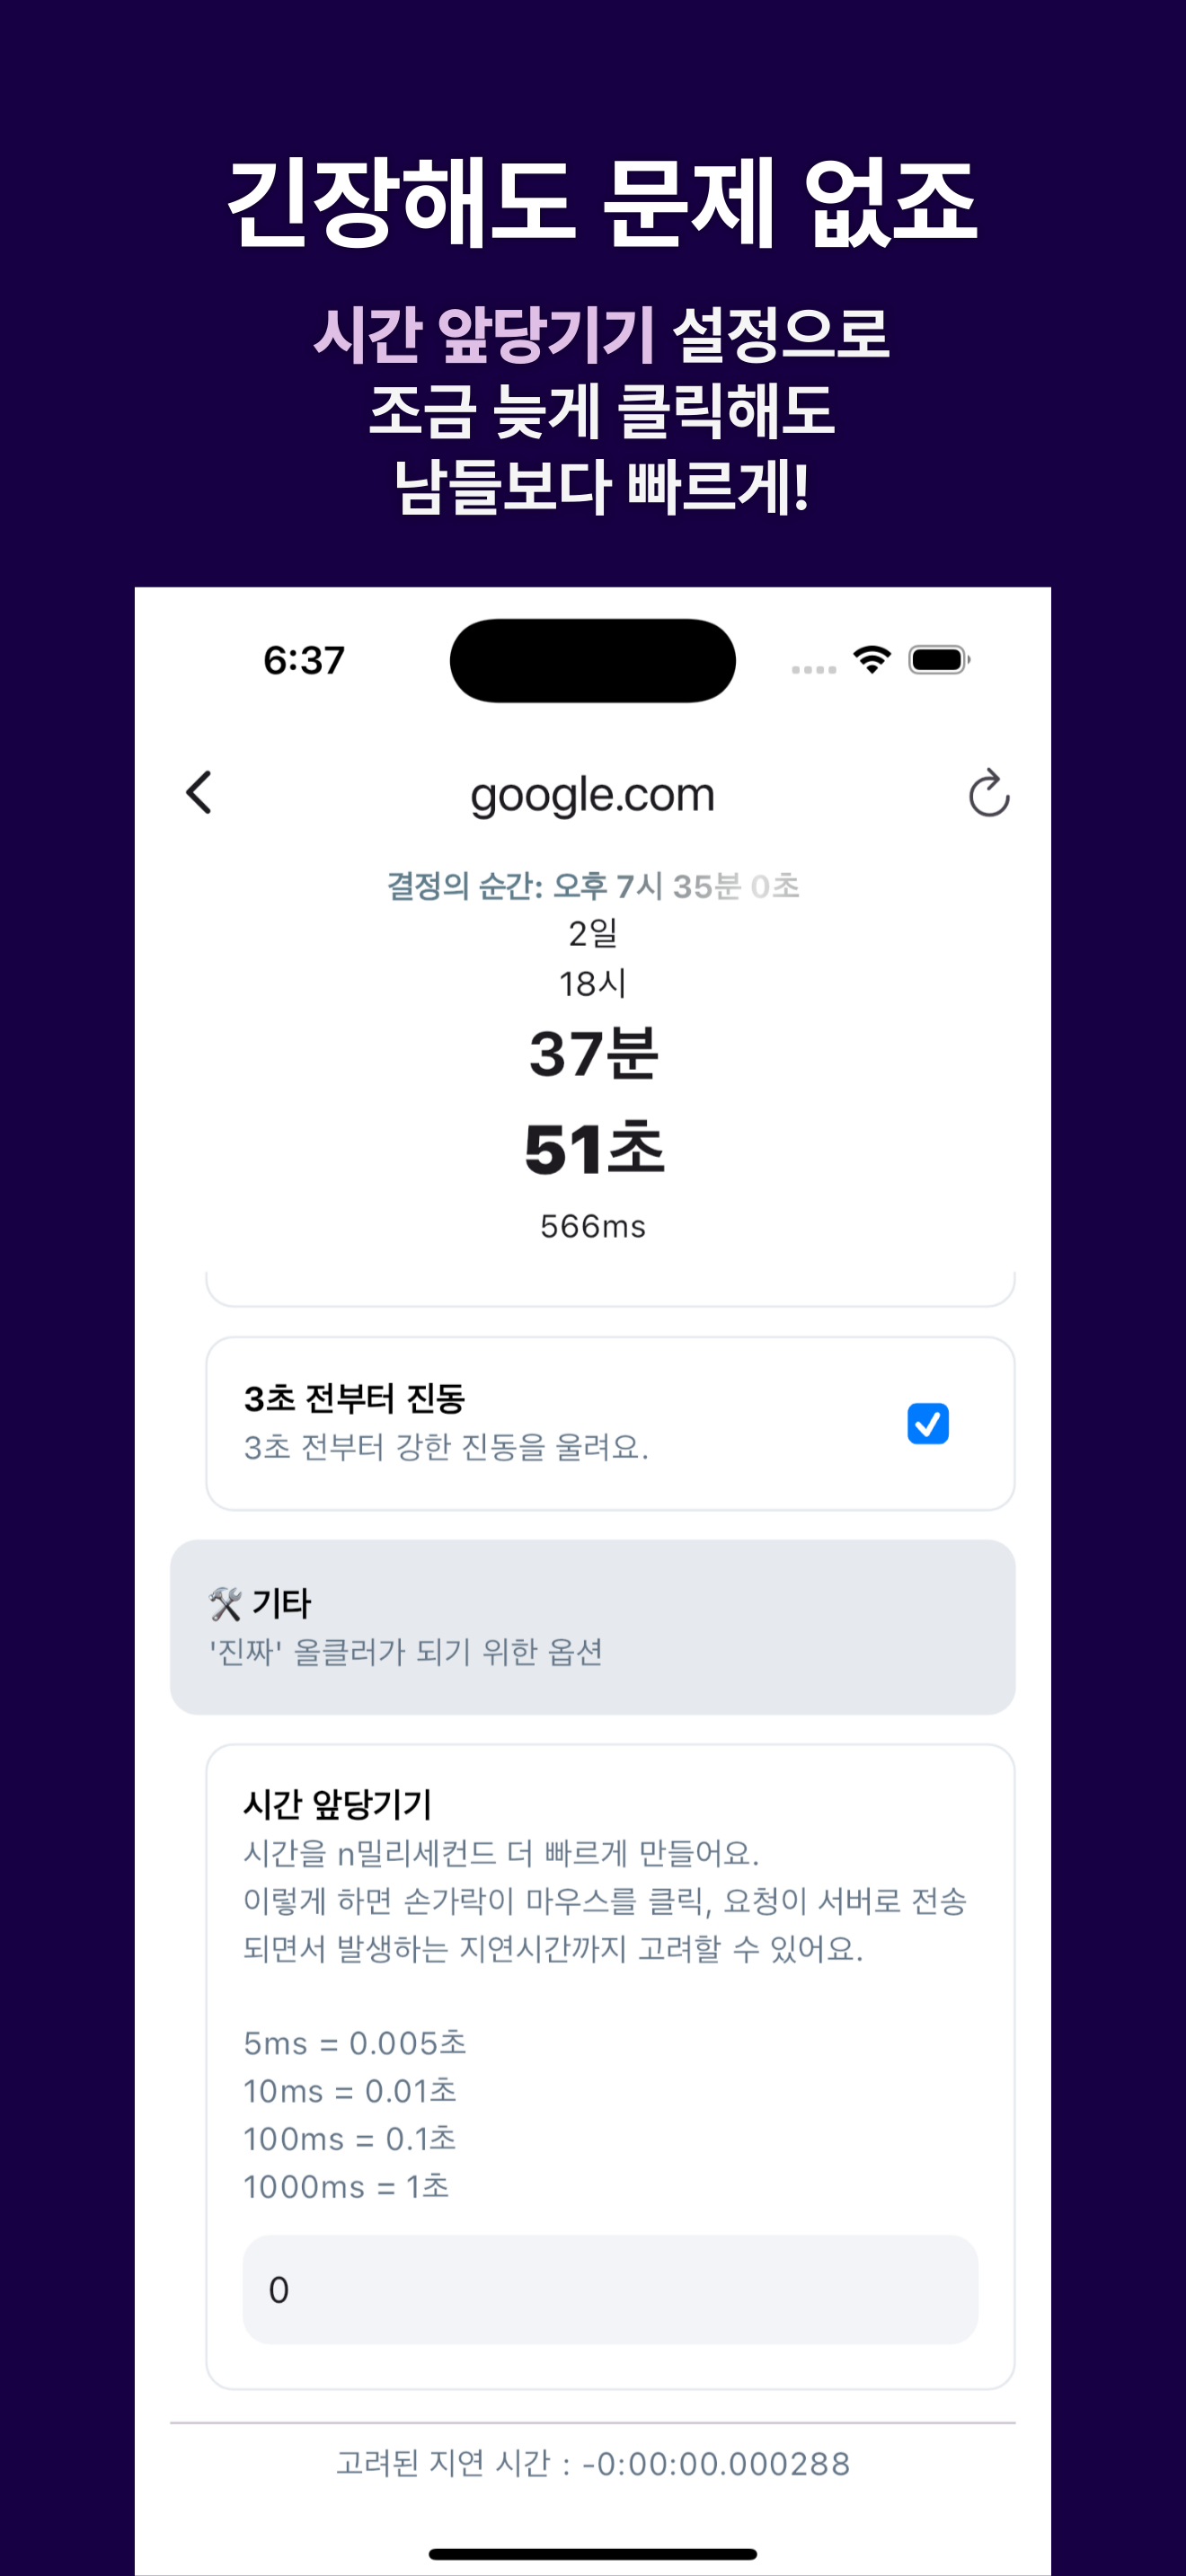 긴장해도 문제 없죠
시간 앞당기기 설정으로
조금 늦게 클릭해도
남들보다 빠르게!
6:37
google.com
결정의 순간: 오후 7시 35분 0초
2일
18시
37분
51초
566ms
3초 전부터 진동
3초 전부터 강한 진동을 울려요.
🛠️ 기타
'진짜' 올클러가 되기 위한 옵션
시간 앞당기기
시간을 n밀리세컨드 더 빠르게 만들어요.
이렇게 하면 손가락이 마우스를 클릭, 요청이 서버로 전송
되면서 발생하는 지연시간까지 고려할 수 있어요.
5ms = 0.005초
10ms = 0.01초
100ms = 0.1초
1000ms = 1초
0
고려된 지연 시간 : -0:00:00.000288